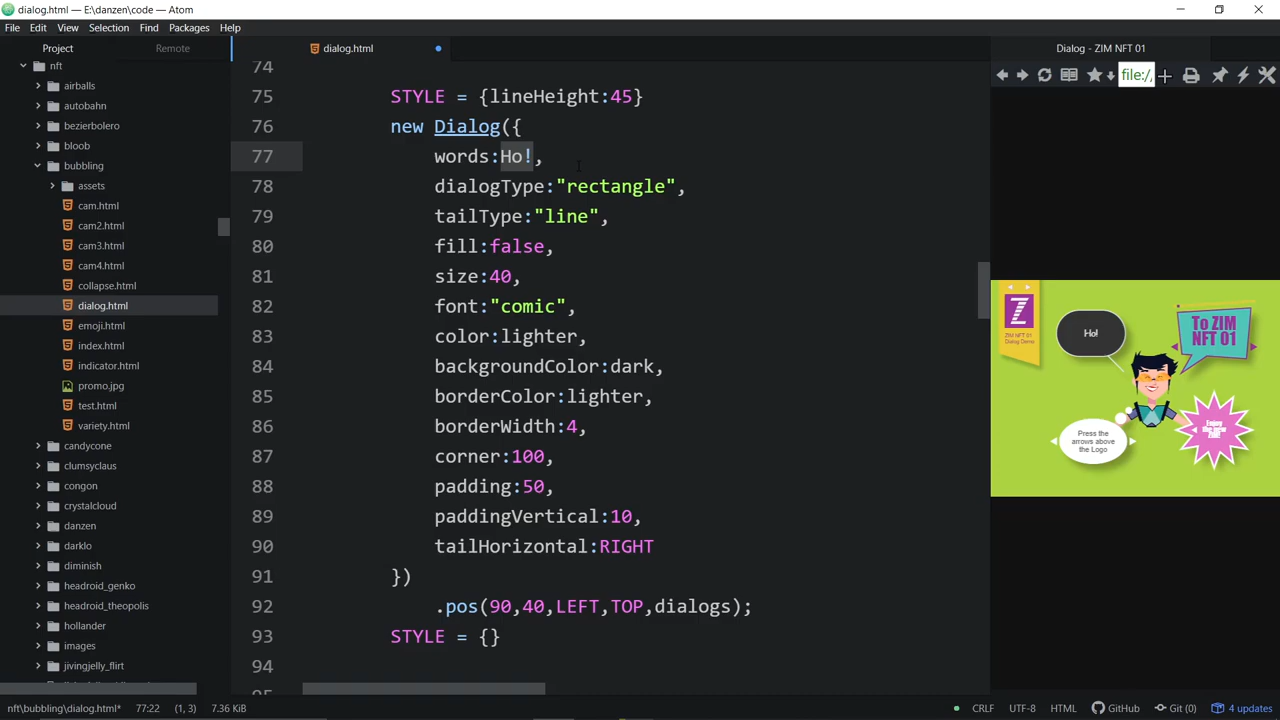 dialog.html — E:\danzen\code — Atom
File Edit View Selection Find Packages Help
Project Remote
dialog.html
Dialog - ZIM NFT 01
file:/,
nft
airballs
autobahn
bezierbolero
bloob
bubbling
assets
cam.html
cam2.html
cam3.html
cam4.html
collapse.html
dialog.html
emoji.html
index.html
indicator.html
promo.jpg
test.html
variety.html
candycone
clumsyclaus
congon
crystalcloud
danzen
darklo
diminish
headroid_genko
headroid_theopolis
hollander
images
jivingjelly_flirt
74
75 STYLE = {lineHeight:45}
76 new Dialog({
77 words:Ho!,
78 dialogType:"rectangle",
79 tailType:"line",
80 fill:false,
81 size:40,
82 font:"comic",
83 color:lighter,
84 backgroundColor:dark,
85 borderColor:lighter,
86 borderWidth:4,
87 corner:100,
88 padding:50,
89 paddingVertical:10,
90 tailHorizontal:RIGHT
91 })
92 .pos(90,40,LEFT,TOP,dialogs);
93 STYLE = {}
94
Z
ZIM NFT 01
Dialog Demo
Ho!
To ZIM
NFT 01
Press the
arrows above
the Logo
nft\bubbling\dialog.html* 77:22 (1, 3) 7.36 KiB
CRLF UTF-8 HTML GitHub Git (0) 4 updates